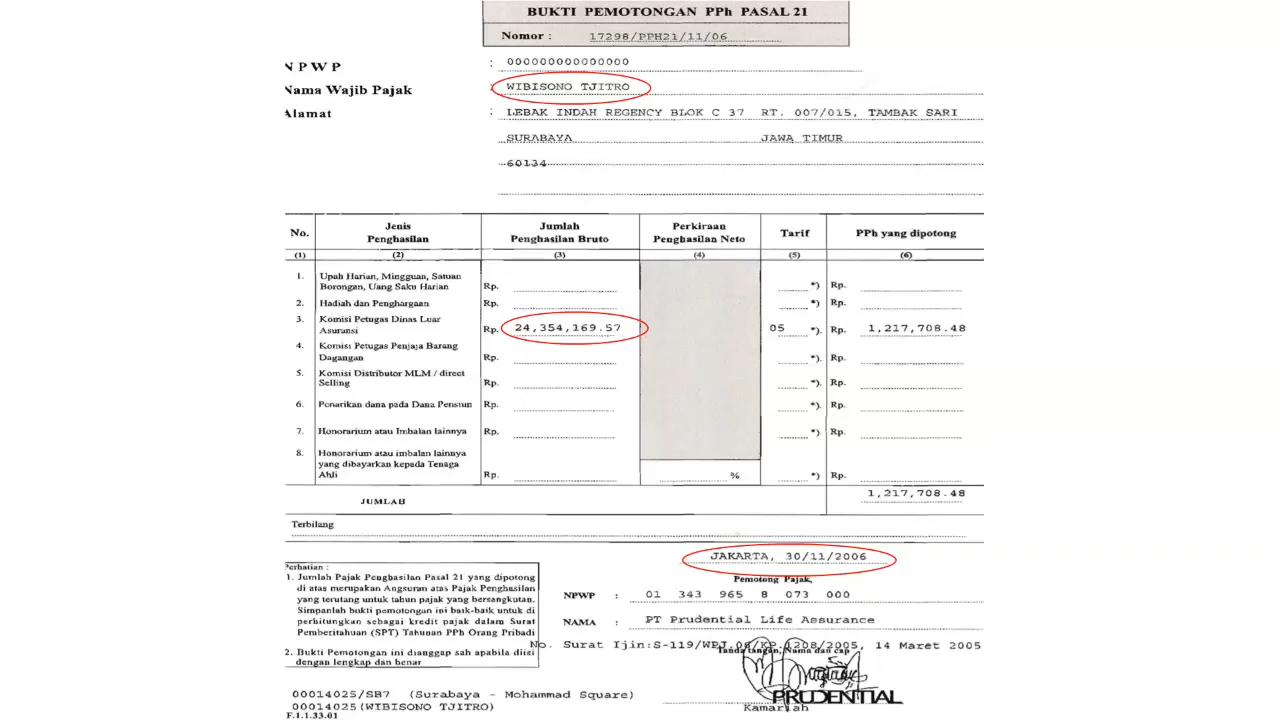 BUKTI PEMOTONGAN PPh PASAL 21
Nomor : 17298/PPH21/11/06
NPWP : 000000000000000
Nama Wajib Pajak : WIBISONO TJITRO
Alamat : LEBAK INDAH REGENCY BLOK C 37 RT. 007/015, TAMBAK SARI
SURABAYA JAWA TIMUR
60134
No. Jenis Penghasilan Jumlah Penghasilan Bruto Perkiraan Penghasilan Neto Tarif PPh yang dipotong
(1) (2) (3) (4) (5) (6)
1. Upah Harian, Mingguan, Satuan
Borongan, Uang Saku Harian Rp. *) Rp.
2. Hadiah dan Penghargaan Rp. *) Rp.
3. Komisi Petugas Dinas Luar
Asuransi Rp. 24,354,169.57 05 *) Rp. 1,217,708.48
4. Komisi Petugas Penjaja Barang
Dagangan Rp. *) Rp.
5. Komisi Distributor MLM / direct
Selling Rp. *) Rp.
6. Penarikan dana pada Dana Pensiun Rp. *) Rp.
7. Honorarium atau Imbalan lainnya Rp. *) Rp.
8. Honorarium atau imbalan lainnya
yang dibayarkan kepada Tenaga
Ahli Rp. % *) Rp.
JUMLAH 1,217,708.48
Terbilang
JAKARTA, 30/11/2006
Pemotong Pajak,
Perhatian :
1. Jumlah Pajak Penghasilan Pasal 21 yang dipotong
di atas merupakan Angsuran atas Pajak Penghasilan
yang terutang untuk tahun pajak yang bersangkutan.
Simpanlah bukti pemotongan ini baik-baik untuk di
perhitungkan sebagai kredit pajak dalam Surat
Pemberitahuan (SPT) Tahunan PPh Orang Pribadi
2. Bukti Pemotongan ini dianggap sah apabila diisi
dengan lengkap dan benar
NPWP : 01 343 965 8 073 000
NAMA : PT Prudential Life Assurance
No. Surat Ijin:S-119/WPJ.06/KP.1208/2005, 14 Maret 2005
Tanda tangan, Nama dan cap
PRUDENTIAL
Kamariah
00014025/SB7 (Surabaya - Mohammad Square)
00014025(WIBISONO TJITRO)
F.1.1.33.01